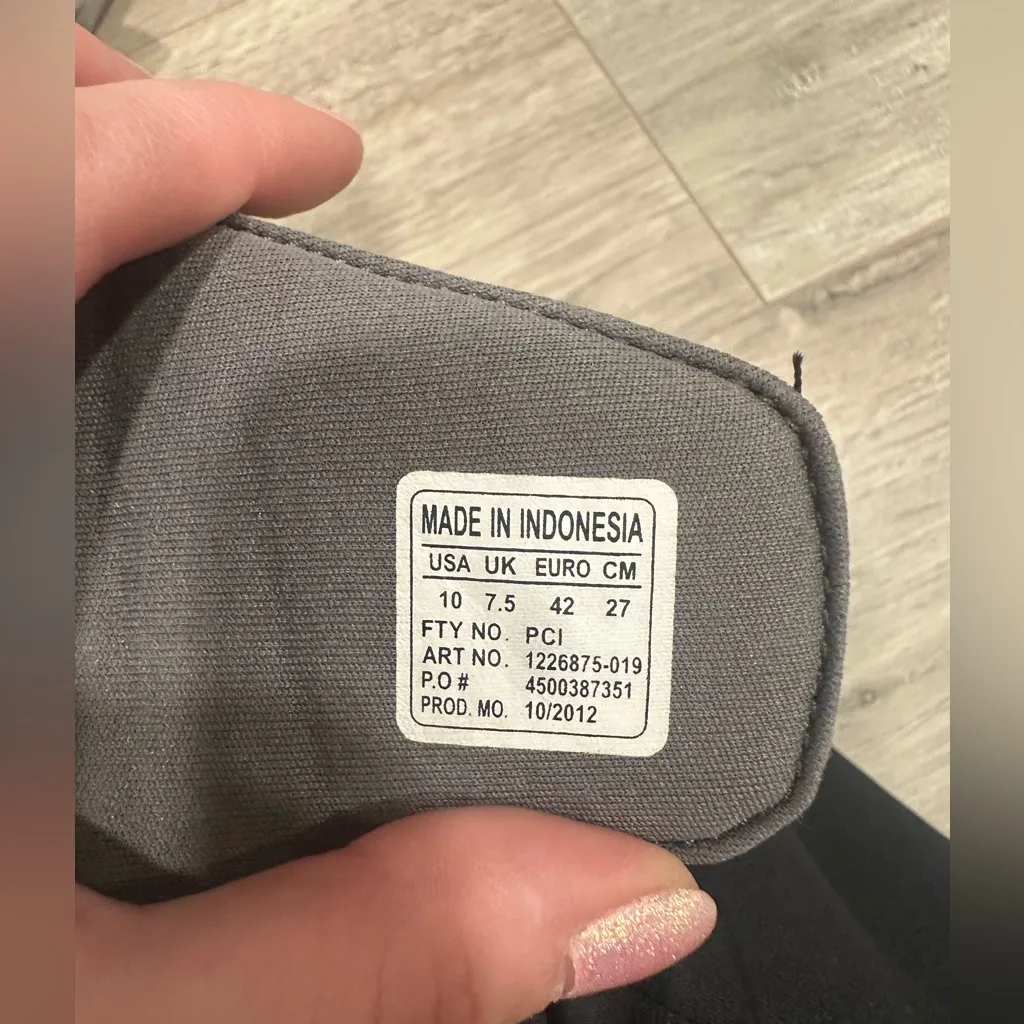 MADE IN INDONESIA
USA UK EURO CM
10 7.5 42 27
FTY NO. PCI
ART NO. 1226875-019
P.O # 4500387351
PROD. MO. 10/2012